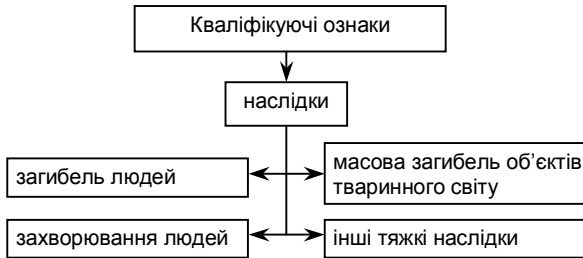 Кваліфікуючі ознаки
наслідки
загибель людей
масова загибель об’єктів
тваринного світу
захворювання людей
інші тяжкі наслідки